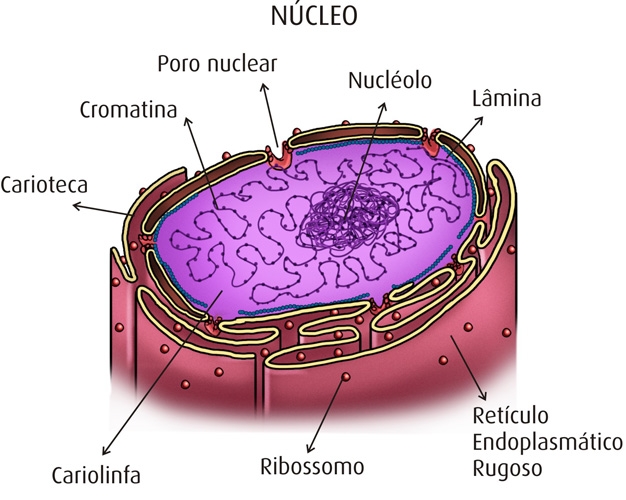 NÚCLEO
Poro nuclear
Nucléolo
Cromatina
Lâmina
Carioteca
Retículo
Endoplasmático
Rugoso
Ribossomo
Cariolinfa